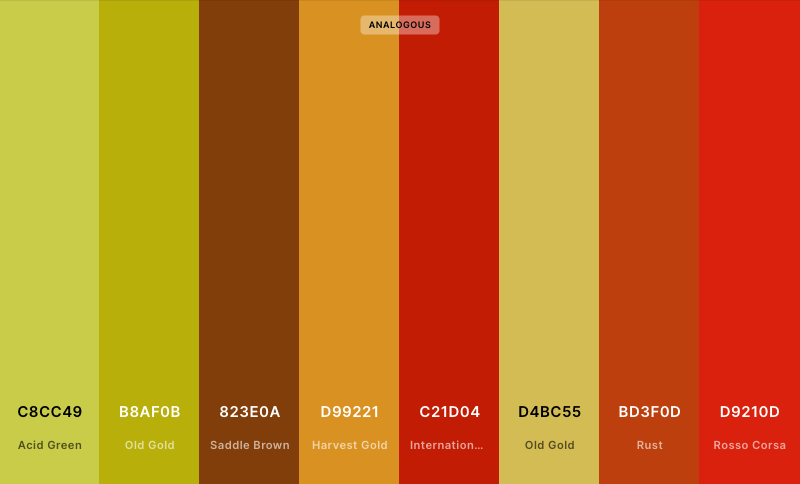 ANALOGOUS
C8CC49 B8AF0B 823E0A D99221 C21D04 D4BC55 BD3F0D D9210D
Acid Green Old Gold Saddle Brown Harvest Gold Internation... Old Gold Rust Rosso Corsa